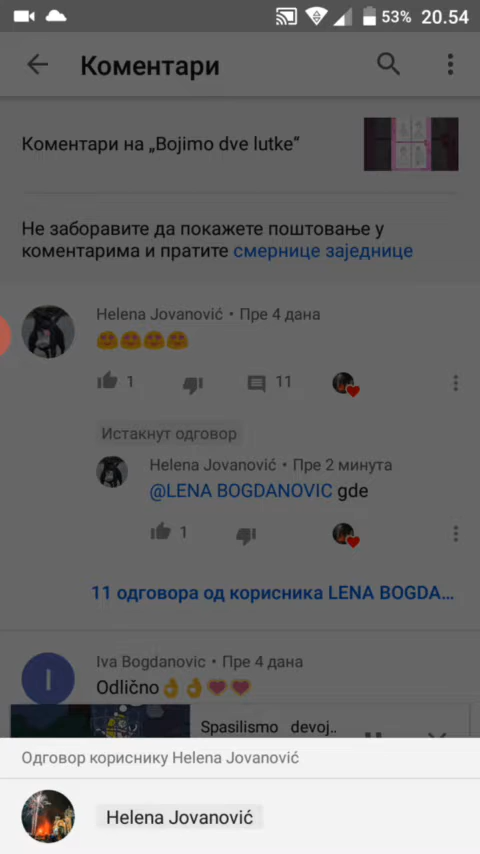 53% 20.54
Коментари
Коментари на „Bojimo dve lutke“
Не заборавите да покажете поштовање у
коментарима и пратите смернице заједнице
Helena Jovanović • Пре 4 дана
😍😍😍😍
1 11
Истакнут одговор
Helena Jovanović • Пре 2 минута
@LENA BOGDANOVIC gde
1
11 одговора од корисника LENA BOGDA...
I
Iva Bogdanovic • Пре 4 дана
Odlično👌👌💓💓
Spasilismo devoj..
Одговор кориснику Helena Jovanović
Helena Jovanović